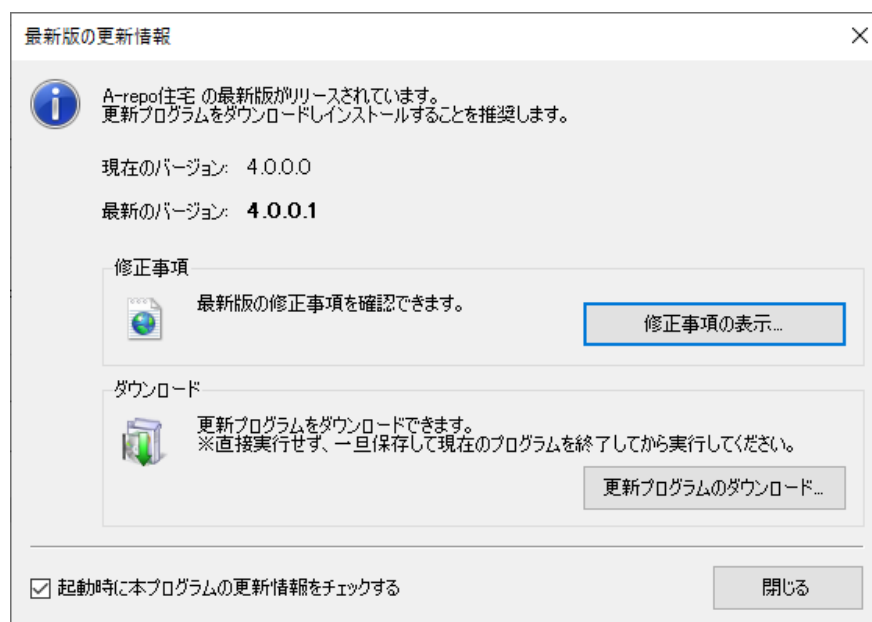 最新版の更新情報
A-repo住宅 の最新版がリリースされています。
更新プログラムをダウンロードしインストールすることを推奨します。
現在のバージョン: 4.0.0.0
最新のバージョン: 4.0.0.1
修正事項
最新版の修正事項を確認できます。
修正事項の表示...
ダウンロード
更新プログラムをダウンロードできます。
※直接実行せず、一旦保存して現在のプログラムを終了してから実行してください。
更新プログラムのダウンロード...
起動時に本プログラムの更新情報をチェックする
閉じる